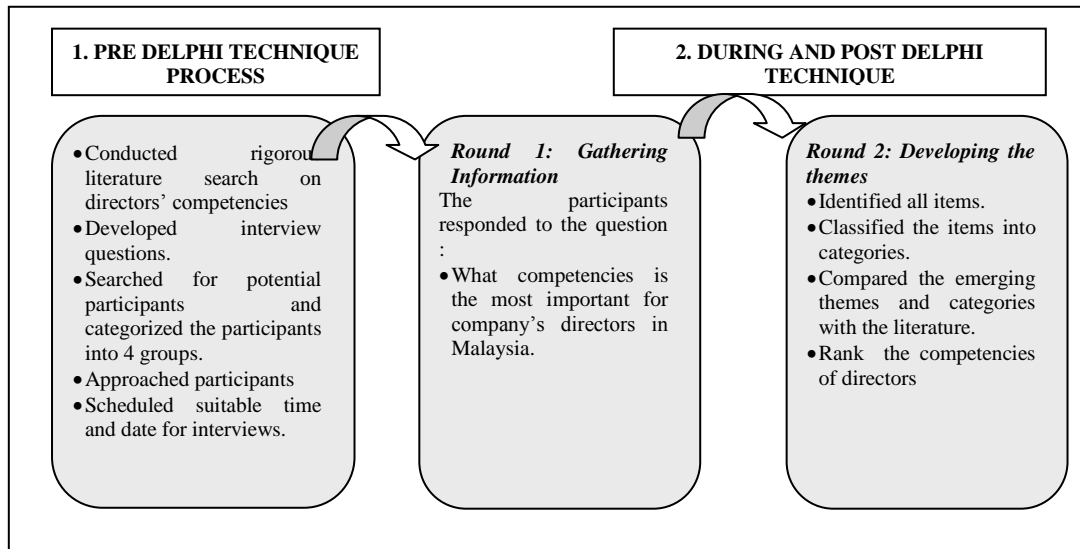 1. PRE DELPHI TECHNIQUE
PROCESS
2. DURING AND POST DELPHI
TECHNIQUE
•Conducted rigorous
literature search on
directors’ competencies
•Developed interview
questions.
•Searched for potential
participants and
categorized the participants
into 4 groups.
•Approached participants
•Scheduled suitable time
and date for interviews.
Round 1: Gathering
Information
The participants
responded to the question
:
•What competencies is
the most important for
company’s directors in
Malaysia.
Round 2: Developing the
themes
•Identified all items.
•Classified the items into
categories.
•Compared the emerging
themes and categories
with the literature.
•Rank the competencies
of directors